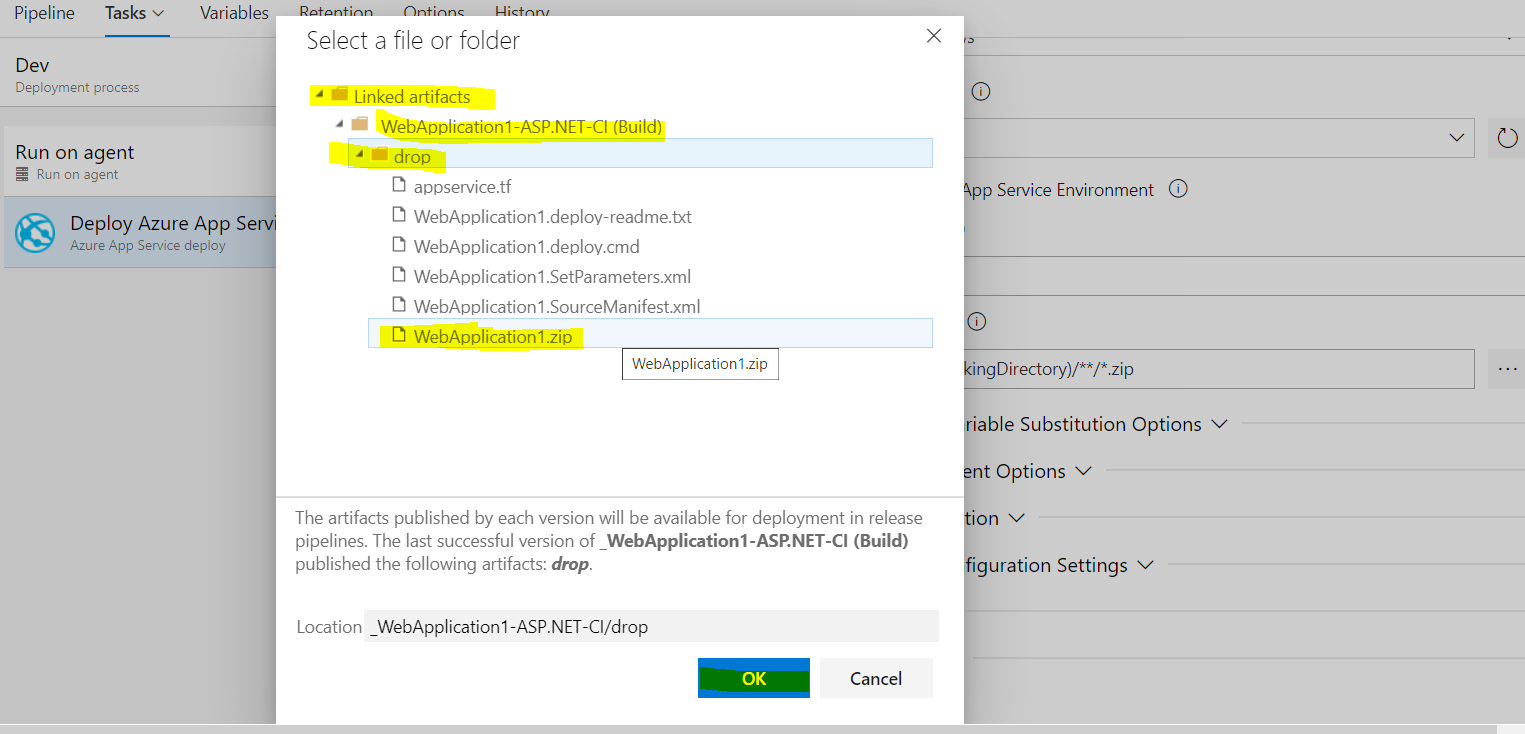 Pipeline Tasks Variables Retention Options History
Dev
Deployment process
Run on agent
Run on agent
Deploy Azure App Servi
Azure App Service deploy
Select a file or folder
Linked artifacts
WebApplication1-ASP.NET-CI (Build)
drop
appservice.tf
WebApplication1.deploy-readme.txt
WebApplication1.deploy.cmd
WebApplication1.SetParameters.xml
WebApplication1.SourceManifest.xml
WebApplication1.zip
WebApplication1.zip
The artifacts published by each version will be available for deployment in release
pipelines. The last successful version of _WebApplication1-ASP.NET-CI (Build)
published the following artifacts: drop.
Location _WebApplication1-ASP.NET-CI/drop
OK Cancel
App Service Environment
kingDirectory)/**/*.zip
riable Substitution Options
ent Options
tion
figuration Settings